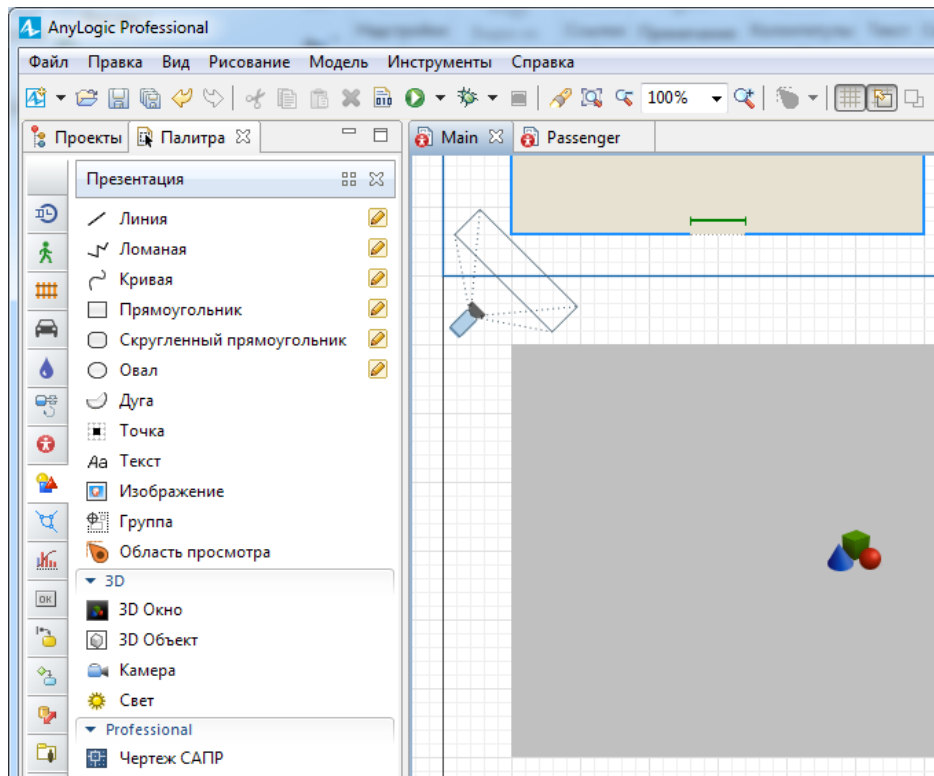 AnyLogic Professional
Файл Правка Вид Рисование Модель Инструменты Справка
100%
Проекты Палитра Main Passenger
Презентация
Линия
Ломаная
Кривая
Прямоугольник
Скругленный прямоугольник
Овал
Дуга
Точка
Aa Текст
Изображение
Группа
Область просмотра
3D
3D Окно
3D Объект
Камера
OK
Свет
Professional
Чертеж САПР